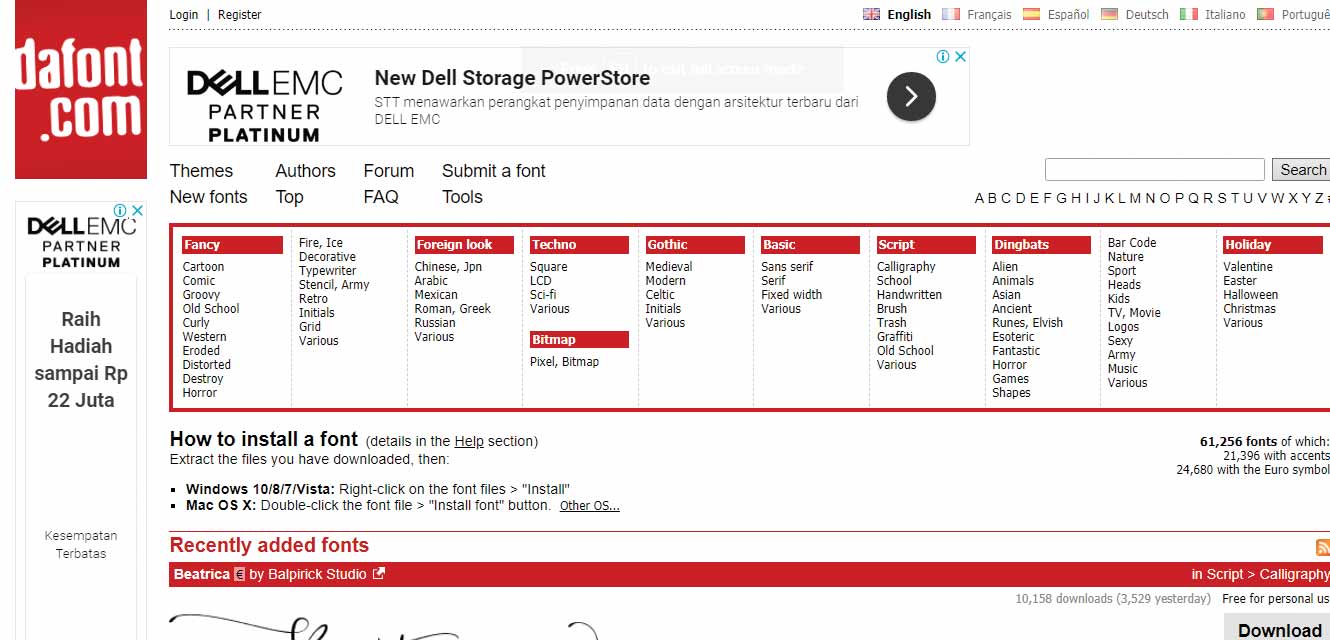 Login | Register
English Français Español Deutsch Italiano Portuguê
dafont
.com
DELLEMC
PARTNER
PLATINUM
New Dell Storage PowerStore
STT menawarkan perangkat penyimpanan data dengan arsitektur terbaru dari
DELL EMC
Themes Authors Forum Submit a font
New fonts Top FAQ Tools
Search
A B C D E F G H I J K L M N O P Q R S T U V W X Y Z #
DELLEMC
PARTNER
PLATINUM
Raih
Hadiah
sampai Rp
22 Juta
Kesempatan
Terbatas
Fancy
Cartoon
Comic
Groovy
Old School
Curly
Western
Eroded
Distorted
Destroy
Horror
Fire, Ice
Decorative
Typewriter
Stencil, Army
Retro
Initials
Grid
Various
Foreign look
Chinese, Jpn
Arabic
Mexican
Roman, Greek
Russian
Various
Techno
Square
LCD
Sci-fi
Various
Bitmap
Pixel, Bitmap
Gothic
Medieval
Modern
Celtic
Initials
Various
Basic
Sans serif
Serif
Fixed width
Various
Script
Calligraphy
School
Handwritten
Brush
Trash
Graffiti
Old School
Various
Dingbats
Alien
Animals
Asian
Ancient
Runes, Elvish
Esoteric
Fantastic
Horror
Games
Shapes
Bar Code
Nature
Sport
Heads
Kids
TV, Movie
Logos
Sexy
Army
Music
Various
Holiday
Valentine
Easter
Halloween
Christmas
Various
How to install a font (details in the Help section)
Extract the files you have downloaded, then:
Windows 10/8/7/Vista: Right-click on the font files > "Install"
Mac OS X: Double-click the font file > "Install font" button. Other OS...
61,256 fonts of which:
21,396 with accents
24,680 with the Euro symbol
Recently added fonts
Beatrica € by Balpirick Studio
in Script > Calligraphy
10,158 downloads (3,529 yesterday) Free for personal us
Download